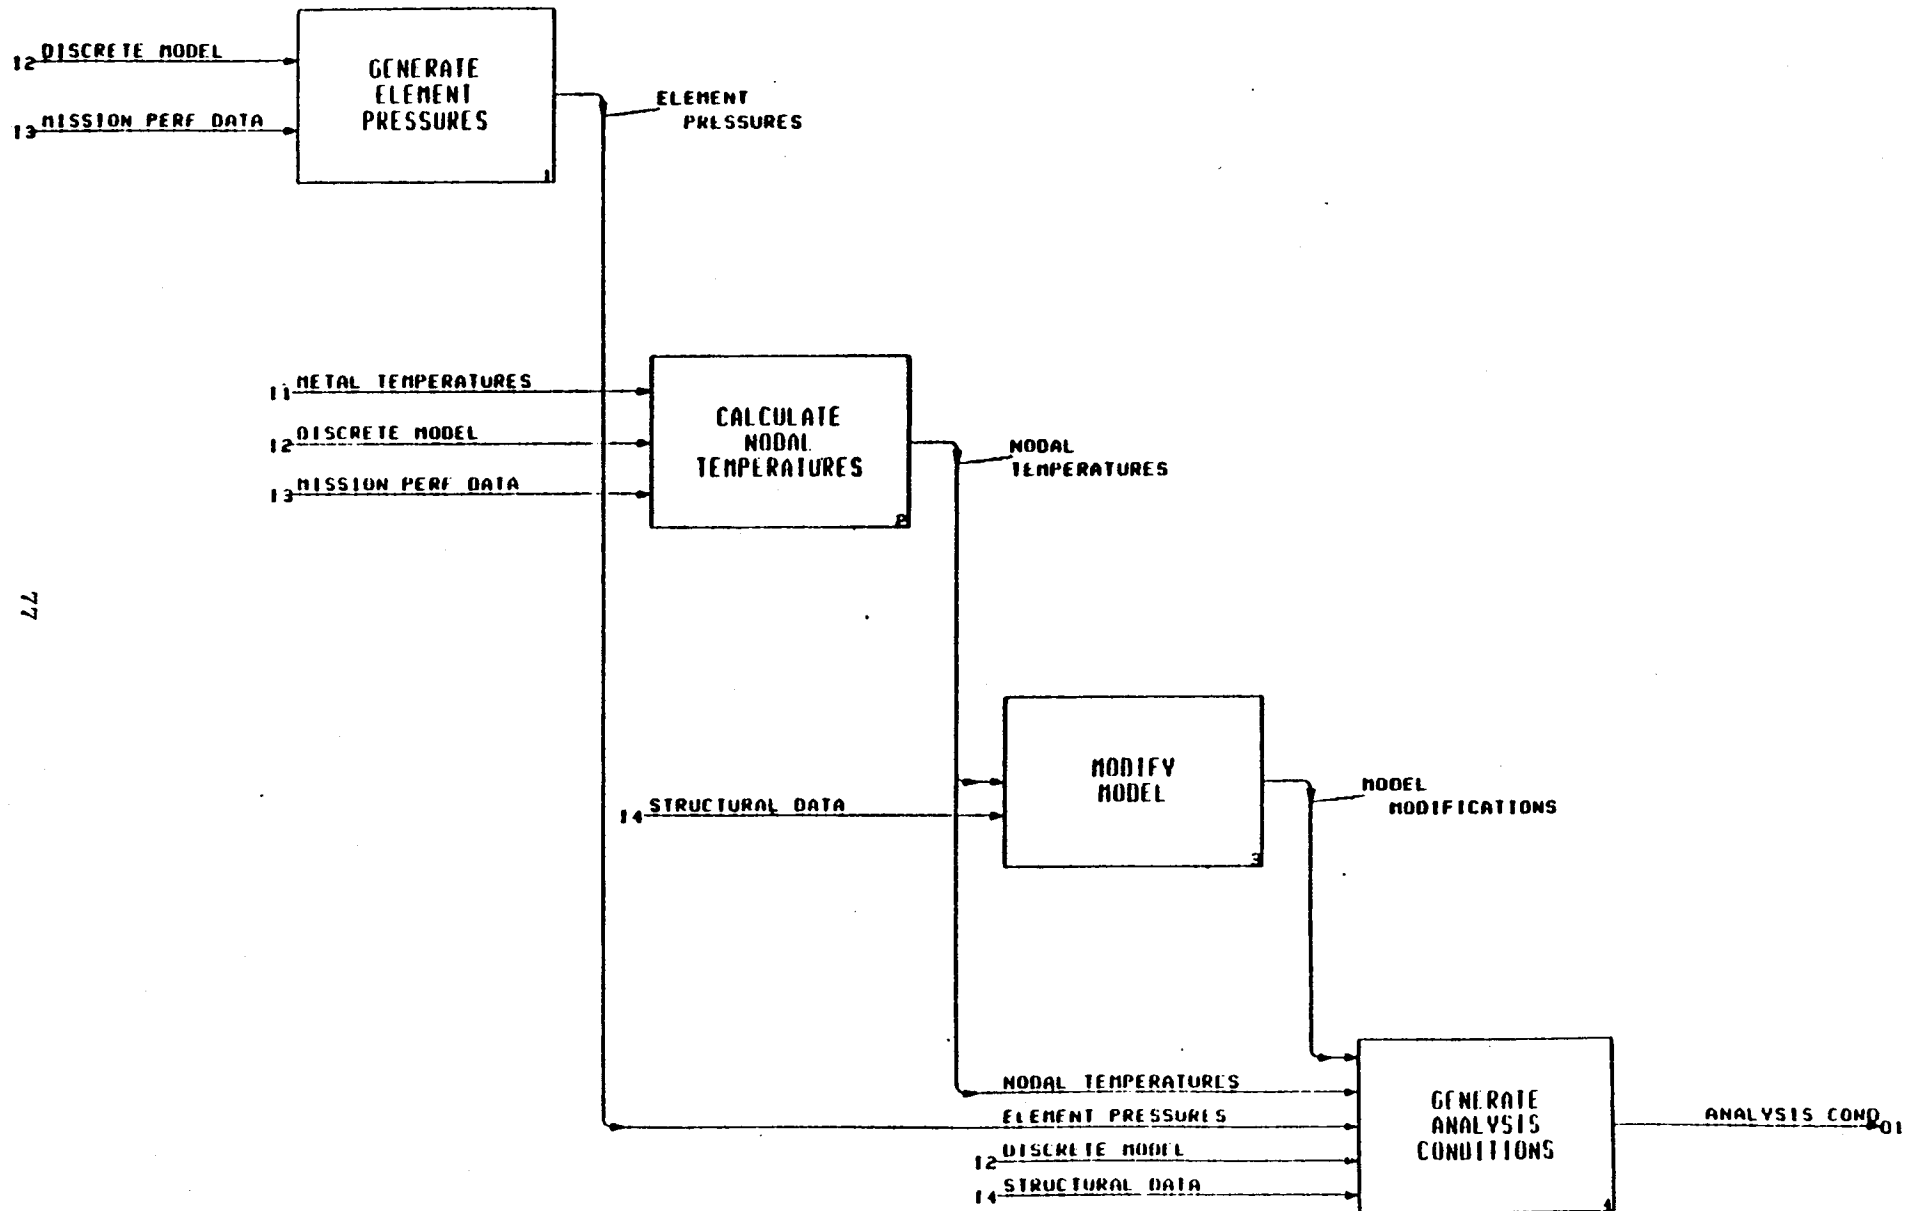 I2 DISCRETE MODEL
I3 MISSION PERF DATA
GENERATE
ELEMENT
PRESSURES
1
ELEMENT
PRESSURES
I1 METAL TEMPERATURES
I2 DISCRETE MODEL
I3 MISSION PERF DATA
CALCULATE
NODAL
TEMPERATURES
2
NODAL
TEMPERATURES
77
I4 STRUCTURAL DATA
MODIFY
MODEL
3
MODEL
MODIFICATIONS
NODAL TEMPERATURES
ELEMENT PRESSURES
I2 DISCRETE MODEL
I4 STRUCTURAL DATA
GENERATE
ANALYSIS
CONDITIONS
4
ANALYSIS COND O1